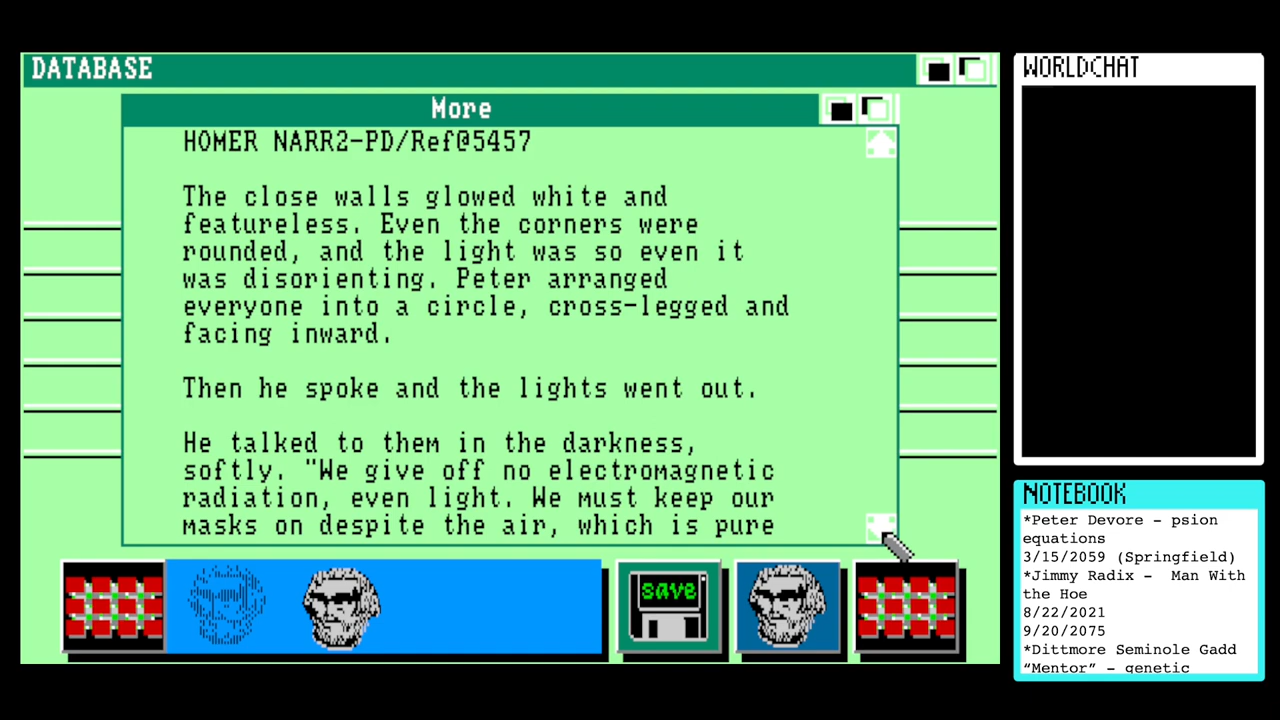 DATABASE
More
HOMER NARR2-PD/Ref@5457
The close walls glowed white and
featureless. Even the corners were
rounded, and the light was so even it
was disorienting. Peter arranged
everyone into a circle, cross-legged and
facing inward.
Then he spoke and the lights went out.
He talked to them in the darkness,
softly. "We give off no electromagnetic
radiation, even light. We must keep our
masks on despite the air, which is pure
save
WORLDCHAT
NOTEBOOK
*Peter Devore - psion
equations
3/15/2059 (Springfield)
*Jimmy Radix - Man With
the Hoe
8/22/2021
9/20/2075
*Dittmore Seminole Gadd
“Mentor” - genetic